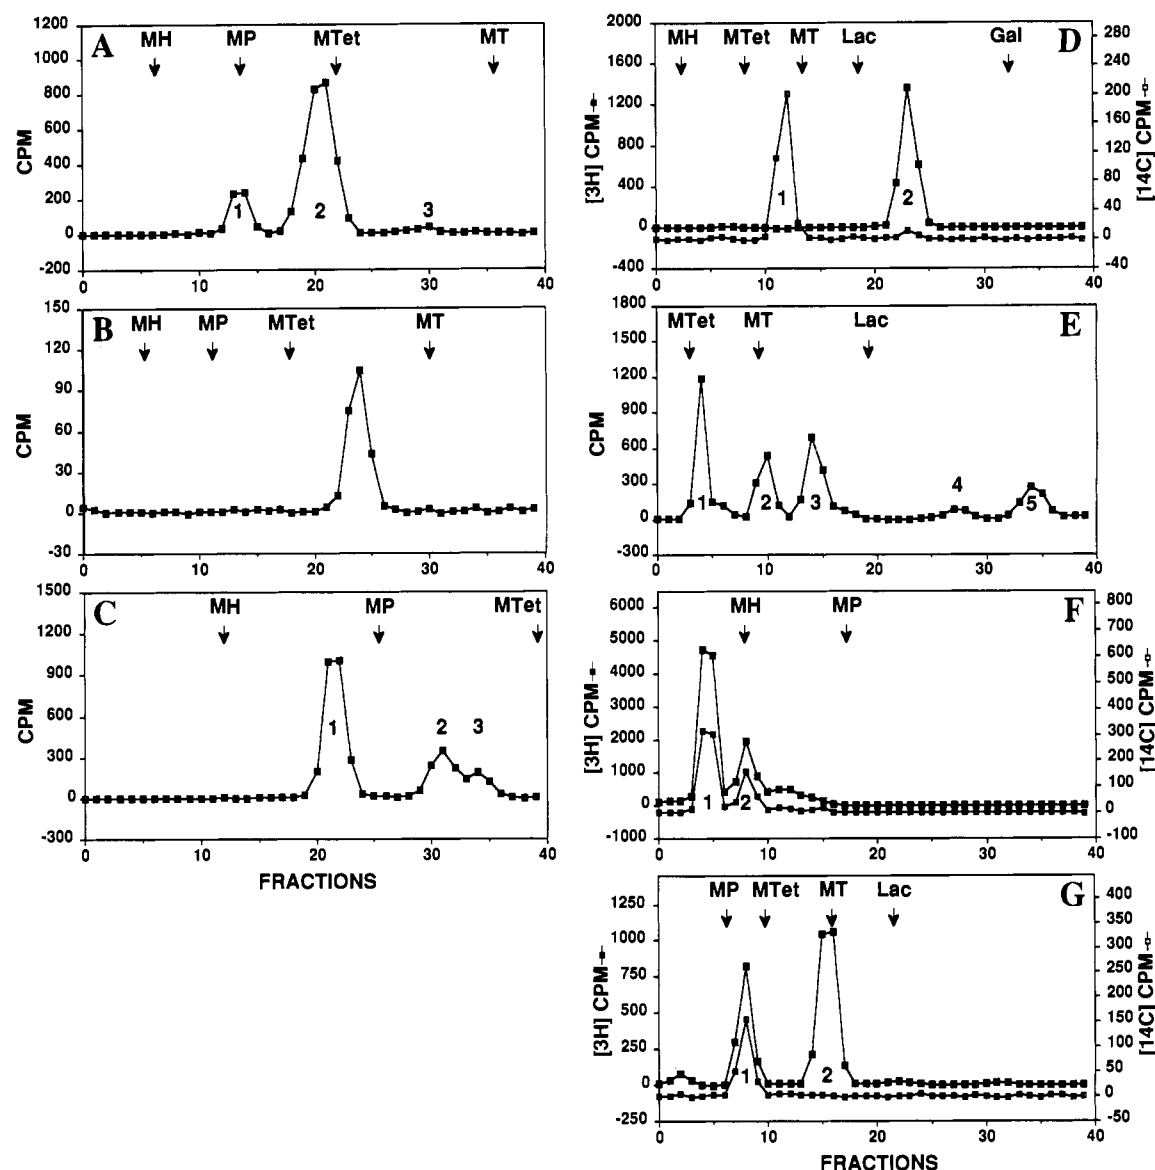 A
MH MP MTet MT
1200
1000
800
600
400
200
0
-200
CPM
1 2 3
0 10 20 30 40
B
MH MP MTet MT
150
120
90
60
30
0
-30
CPM
0 10 20 30 40
C
MH MP MTet
1500
1200
900
600
300
0
-300
CPM
1 2 3
0 10 20 30 40
FRACTIONS
D
MH MTet MT Lac Gal
2000
1600
1200
800
400
0
-400
[3H] CPM
280
240
200
160
120
80
40
0
-40
[14C] CPM
1 2
0 10 20 30 40
E
MTet MT Lac
1800
1500
1200
900
600
300
0
-300
CPM
1 2 3 4 5
0 10 20 30 40
F
MH MP
6000
5000
4000
3000
2000
1000
0
-1000
[3H] CPM
800
700
600
500
400
300
200
100
0
-100
[14C] CPM
1 2
0 10 20 30 40
G
MP MTet MT Lac
1250
1000
750
500
250
0
-250
[3H] CPM
400
350
300
250
200
150
100
50
0
-50
[14C] CPM
1 2
0 10 20 30 40
FRACTIONS